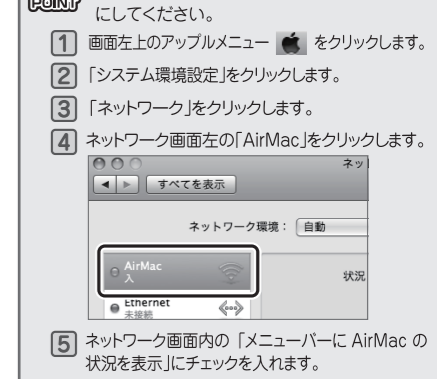 POINT
にしてください。
1 画面左上のアップルメニュー をクリックします。
2 「システム環境設定」をクリックします。
3 「ネットワーク」をクリックします。
4 ネットワーク画面左の「AirMac」をクリックします。
ネッ
すべてを表示
ネットワーク環境： 自動
AirMac
入
状況
Ethernet
未接続
5 ネットワーク画面内の 「メニューバーに AirMac の
状況を表示」にチェックを入れます。